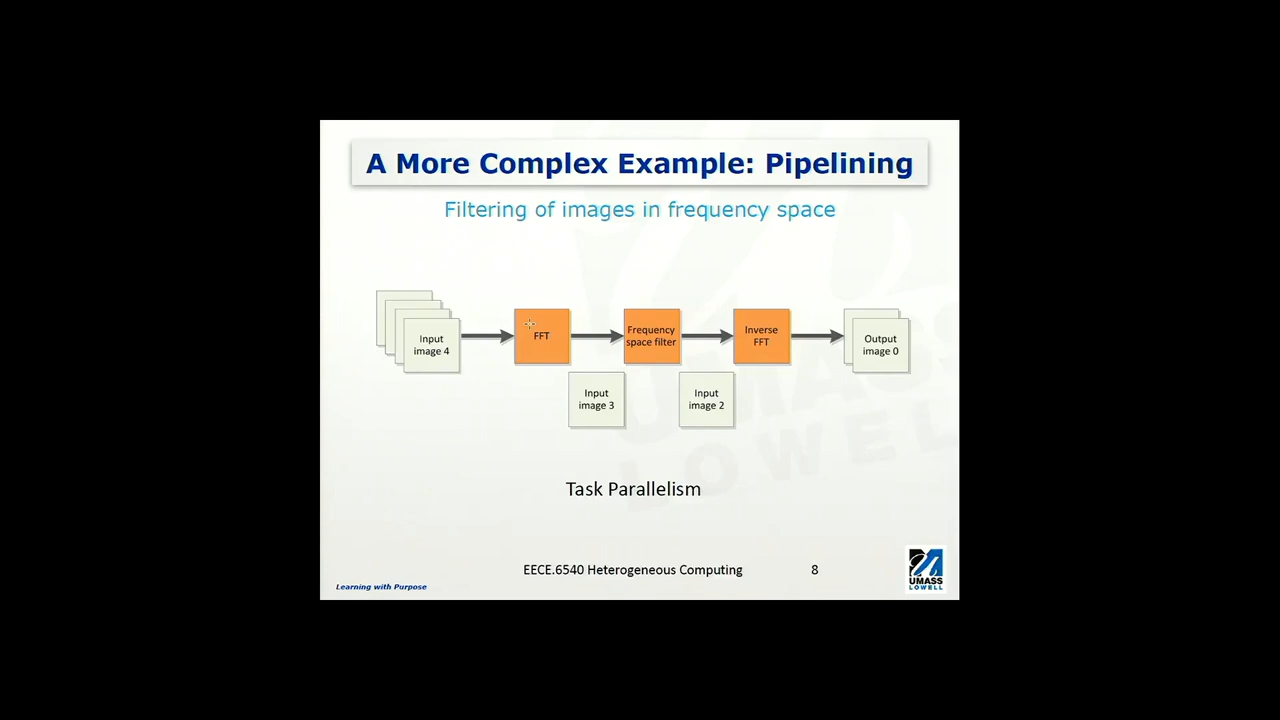 A More Complex Example: Pipelining
Filtering of images in frequency space
Input
image 4
FFT
Frequency
space filter
Inverse
FFT
Output
image 0
Input
image 3
Input
image 2
Task Parallelism
EECE.6540 Heterogeneous Computing
8
Learning with Purpose
UMASS
LOWELL
UMASS
LOWELL